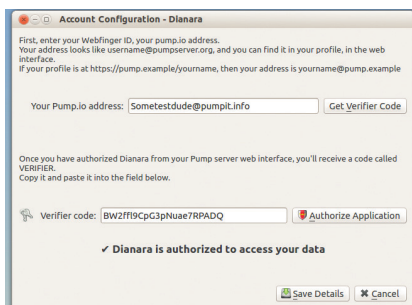 Account Configuration - Dianara
First, enter your Webfinger ID, your pump.io address.
Your address looks like username@pumpserver.org, and you can find it in your profile, in the web
interface.
If your profile is at https://pump.example/yourname, then your address is yourname@pump.example
Your Pump.io address: Sometestdude@pumpit.info Get Verifier Code
Once you have authorized Dianara from your Pump server web interface, you'll receive a code called
VERIFIER.
Copy it and paste it into the field below.
Verifier code: BW2ffl9CpG3pNuae7RPADQ Authorize Application
✔ Dianara is authorized to access your data
Save Details Cancel